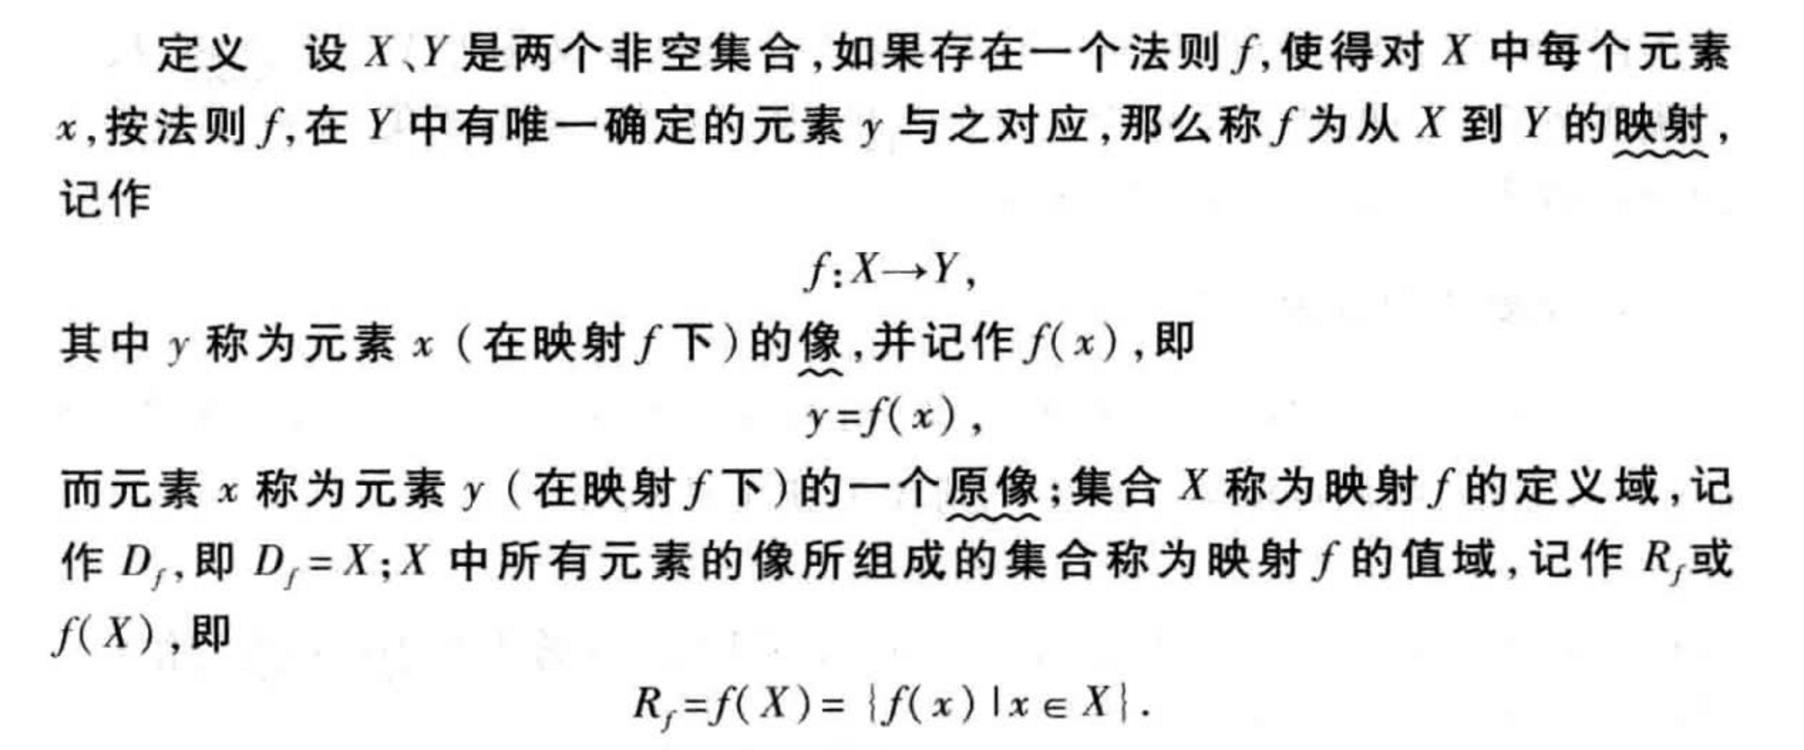 定义 设 X、Y 是两个非空集合,如果存在一个法则 f,使得对 X 中每个元素
x,按法则 f,在 Y 中有唯一确定的元素 y 与之对应,那么称 f 为从 X 到 Y 的映射,
记作
f:X→Y,
其中 y 称为元素 x (在映射 f 下)的像,并记作 f(x),即
y=f(x),
而元素 x 称为元素 y (在映射 f 下)的一个原像;集合 X 称为映射 f 的定义域,记
作 D_f,即 D_f=X;X 中所有元素的像所组成的集合称为映射 f 的值域,记作 R_f或
f(X),即
R_f=f(X)={f(x)|x∈X}.